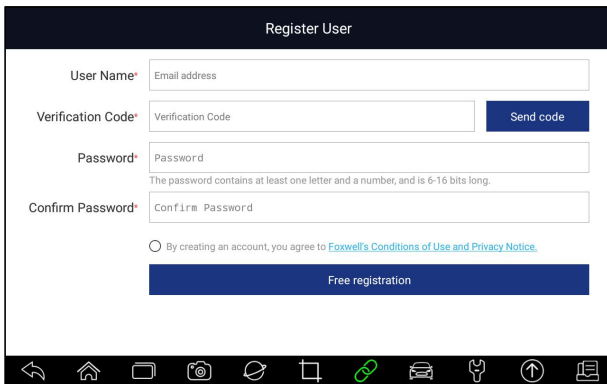 Register User
User Name* Email address
Verification Code* Verification Code Send code
Password* Password
The password contains at least one letter and a number, and is 6-16 bits long.
Confirm Password* Confirm Password
By creating an account, you agree to Foxwell's Conditions of Use and Privacy Notice.
Free registration